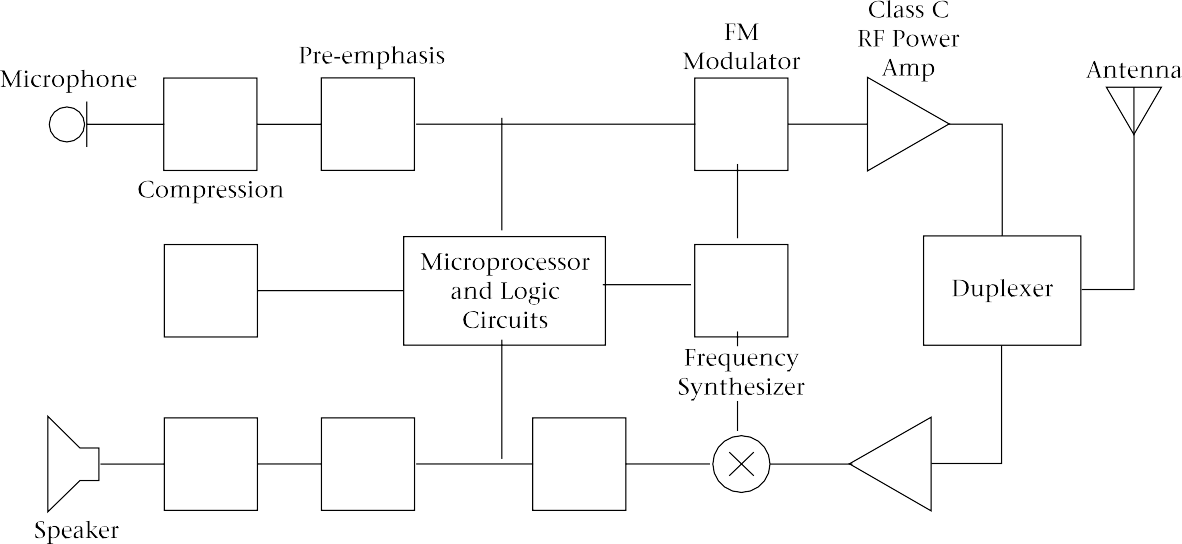 Class C
RF Power
Amp
FM
Modulator
Pre-emphasis
Microphone
Antenna
Compression
Microprocessor
and Logic
Circuits
Duplexer
Frequency
Synthesizer
Speaker